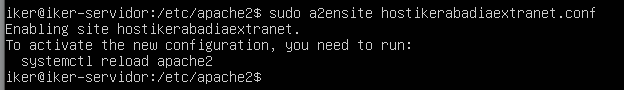 iker@iker-servidor:/etc/apache2$ sudo a2ensite hostikerabadiaextranet.conf
Enabling site hostikerabadiaextranet.
To activate the new configuration, you need to run:
  systemctl reload apache2
iker@iker-servidor:/etc/apache2$